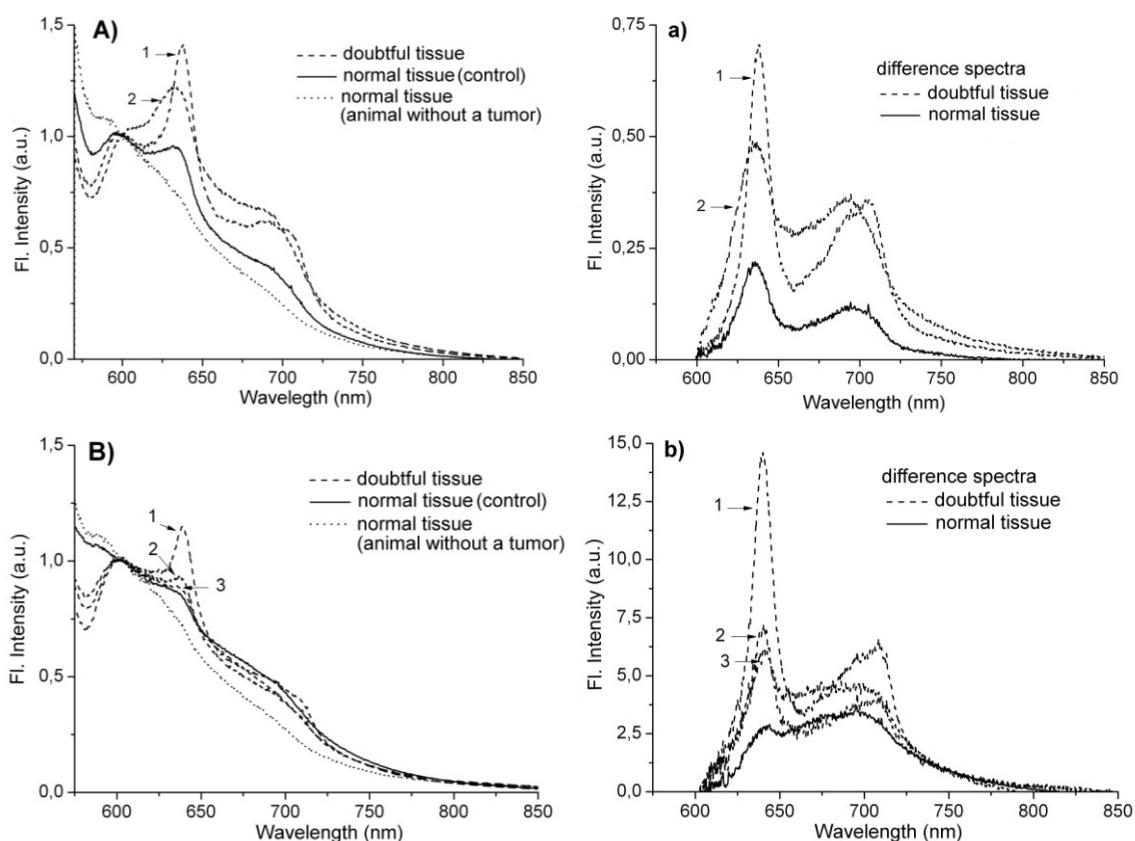 A)
1,5
1,0
0,5
0,0
1
2
doubtful tissue
normal tissue (control)
normal tissue
(animal without a tumor)
600 650 700 750 800 850
Wavelegth (nm)
Fl. Intensity (a.u.)
a)
0,75
0,50
0,25
0,00
1
2
difference spectra
doubtful tissue
normal tissue
600 650 700 750 800 850
Wavelength (nm)
Fl. Intensity (a.u.)
B)
1,5
1,0
0,5
0,0
1
2
3
doubtful tissue
normal tissue (control)
normal tissue
(animal without a tumor)
600 650 700 750 800 850
Wavelength (nm)
Fl. Intensity (a.u.)
b)
15,0
12,5
7,5
5,0
2,5
0,0
1
2
3
difference spectra
doubtful tissue
normal tissue
600 650 700 750 800 850
Wavelength (nm)
Fl. Intensity (a.u.)